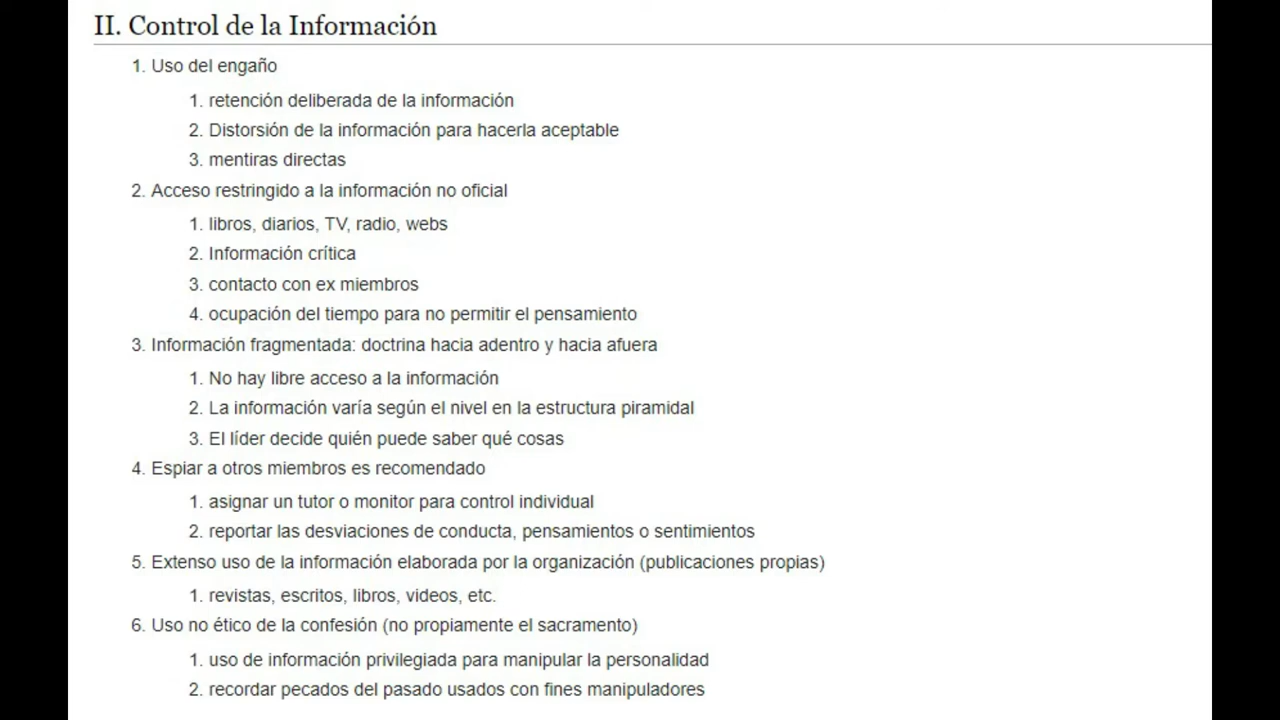 II. Control de la Información
1. Uso del engaño
1. retención deliberada de la información
2. Distorsión de la información para hacerla aceptable
3. mentiras directas
2. Acceso restringido a la información no oficial
1. libros, diarios, TV, radio, webs
2. Información crítica
3. contacto con ex miembros
4. ocupación del tiempo para no permitir el pensamiento
3. Información fragmentada: doctrina hacia adentro y hacia afuera
1. No hay libre acceso a la información
2. La información varía según el nivel en la estructura piramidal
3. El líder decide quién puede saber qué cosas
4. Espiar a otros miembros es recomendado
1. asignar un tutor o monitor para control individual
2. reportar las desviaciones de conducta, pensamientos o sentimientos
5. Extenso uso de la información elaborada por la organización (publicaciones propias)
1. revistas, escritos, libros, videos, etc.
6. Uso no ético de la confesión (no propiamente el sacramento)
1. uso de información privilegiada para manipular la personalidad
2. recordar pecados del pasado usados con fines manipuladores